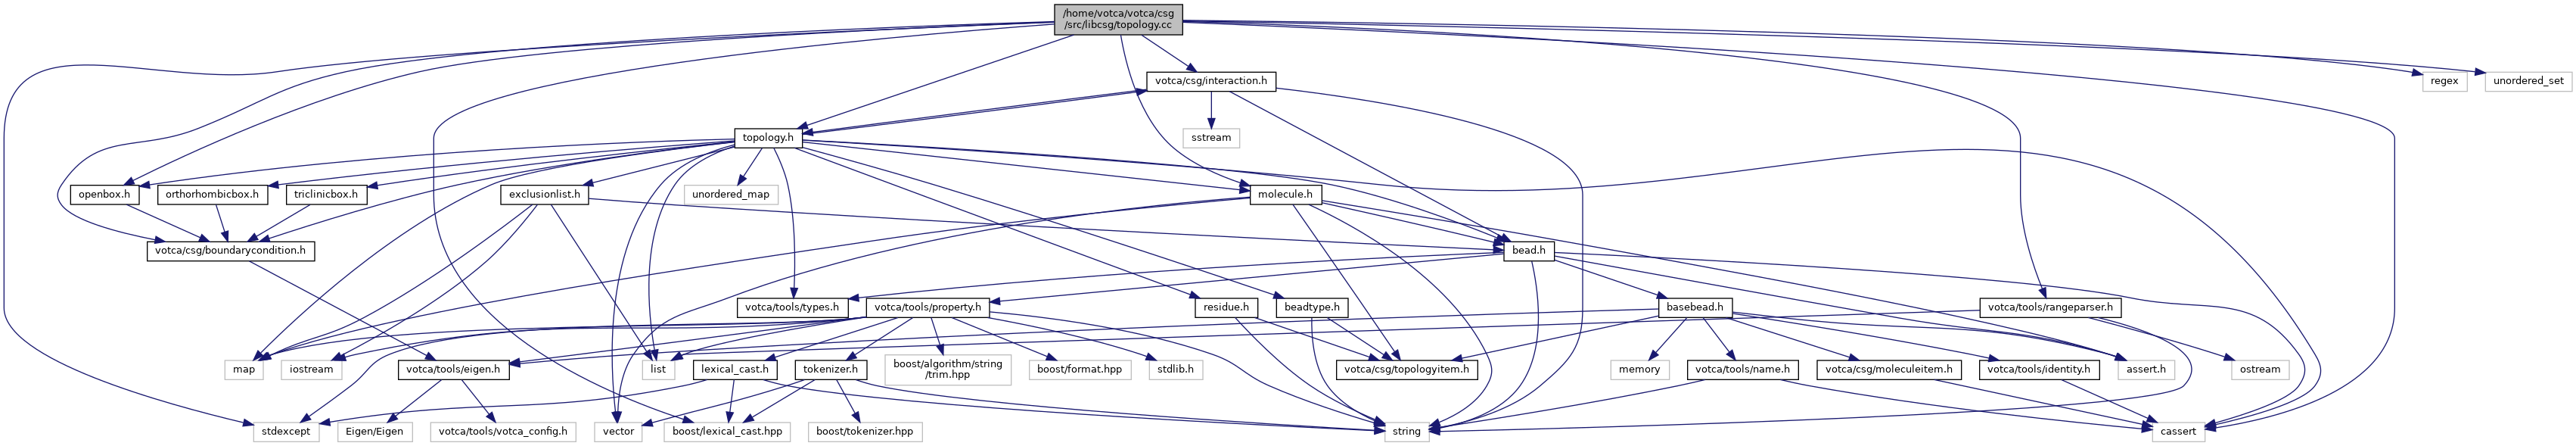 /home/votca/votca/csg
/src/libcsg/topology.cc
votca/csg/interaction.h
regex
unordered_set
topology.h
sstream
openbox.h
orthorhombicbox.h
triclinicbox.h
exclusionlist.h
unordered_map
molecule.h
votca/csg/boundarycondition.h
bead.h
votca/tools/types.h
votca/tools/property.h
residue.h
beadtype.h
basebead.h
votca/tools/rangeparser.h
map
iostream
votca/tools/eigen.h
list
lexical_cast.h
tokenizer.h
boost/algorithm/string
/trim.hpp
boost/format.hpp
stdlib.h
votca/csg/topologyitem.h
memory
votca/tools/name.h
votca/csg/moleculeitem.h
votca/tools/identity.h
assert.h
ostream
stdexcept
Eigen/Eigen
votca/tools/votca_config.h
vector
boost/lexical_cast.hpp
boost/tokenizer.hpp
string
cassert